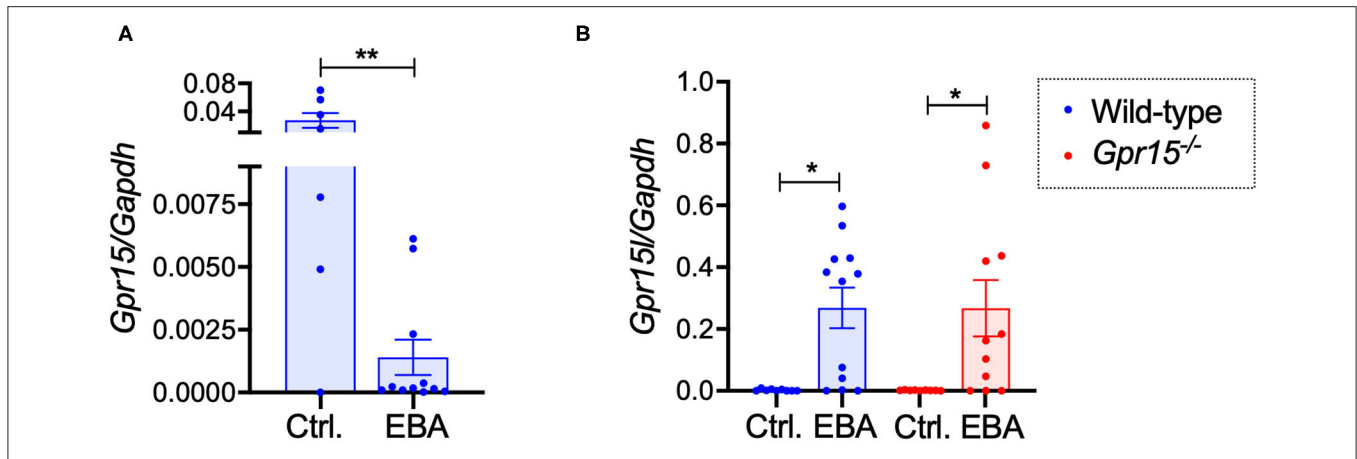 A
Gpr15/Gapdh
**
0.08
0.04
0.0075
0.0050
0.0025
0.0000
Ctrl. EBA
B
Gpr15l/Gapdh
1.0
0.8
0.6
0.4
0.2
0.0
*
*
Ctrl. EBA Ctrl. EBA
Wild-type
Gpr15-/-